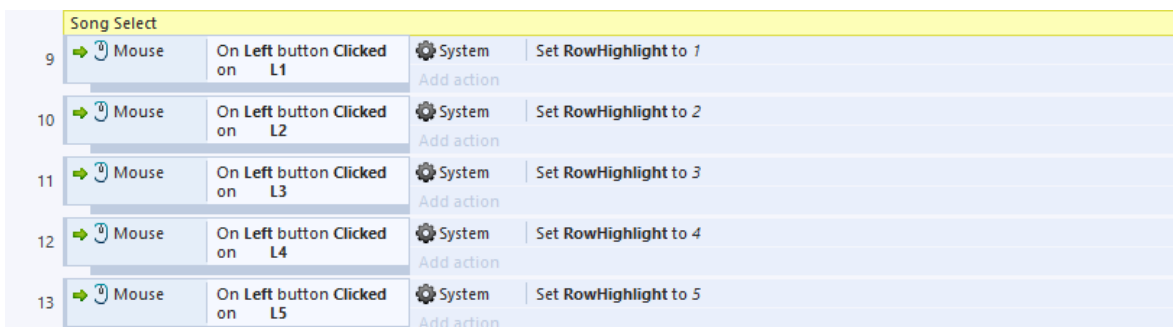 Song Select
9 Mouse On Left button Clicked System Set RowHighlight to 1
on L1
Add action
10 Mouse On Left button Clicked System Set RowHighlight to 2
on L2
Add action
11 Mouse On Left button Clicked System Set RowHighlight to 3
on L3
Add action
12 Mouse On Left button Clicked System Set RowHighlight to 4
on L4
Add action
13 Mouse On Left button Clicked System Set RowHighlight to 5
on L5
Add action